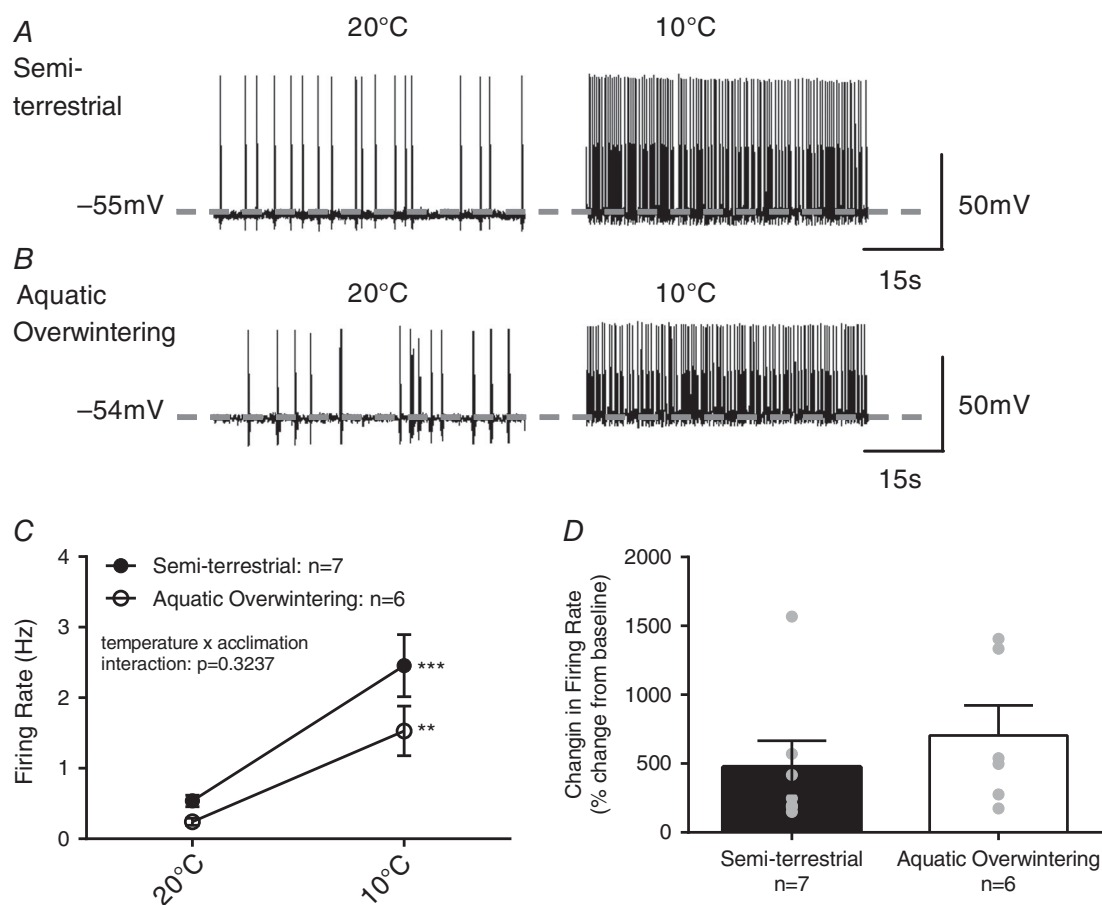 A
20°C
10°C
Semi-
terrestrial
–55mV
50mV
15s
B
20°C
10°C
Aquatic
Overwintering
–54mV
50mV
15s
C
4
3
2
1
0
Firing Rate (Hz)
Semi-terrestrial: n=7
Aquatic Overwintering: n=6
temperature x acclimation
interaction: p=0.3237
***
**
20°C
10°C
D
2000
1500
1000
500
0
Changin in Firing Rate
(% change from baseline)
Semi-terrestrial
n=7
Aquatic Overwintering
n=6